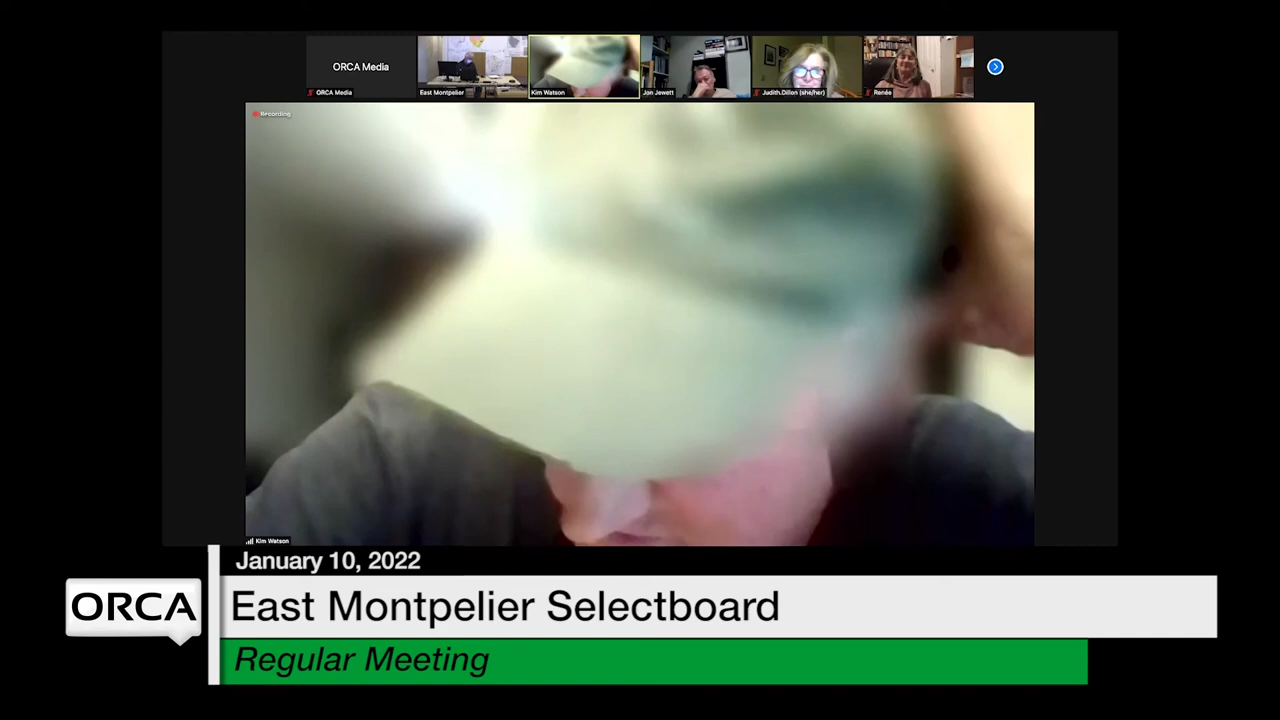 ORCA Media
ORCA Media
East Montpelier
Kim Watson
Jon Jewett
Judith.Dillon (she/her)
Renée
Recording
Kim Watson
January 10, 2022
ORCA
East Montpelier Selectboard
Regular Meeting